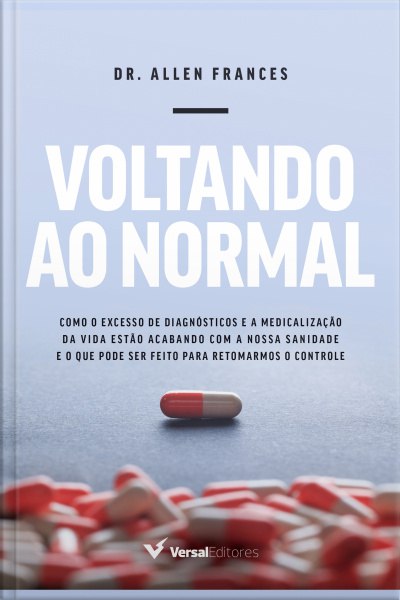 DR. ALLEN FRANCES
VOLTANDO
AO NORMAL
COMO O EXCESSO DE DIAGNÓSTICOS E A MEDICALIZAÇÃO
DA VIDA ESTÃO ACABANDO COM A NOSSA SANIDADE
E O QUE PODE SER FEITO PARA RETOMARMOS O CONTROLE
VersalEditores